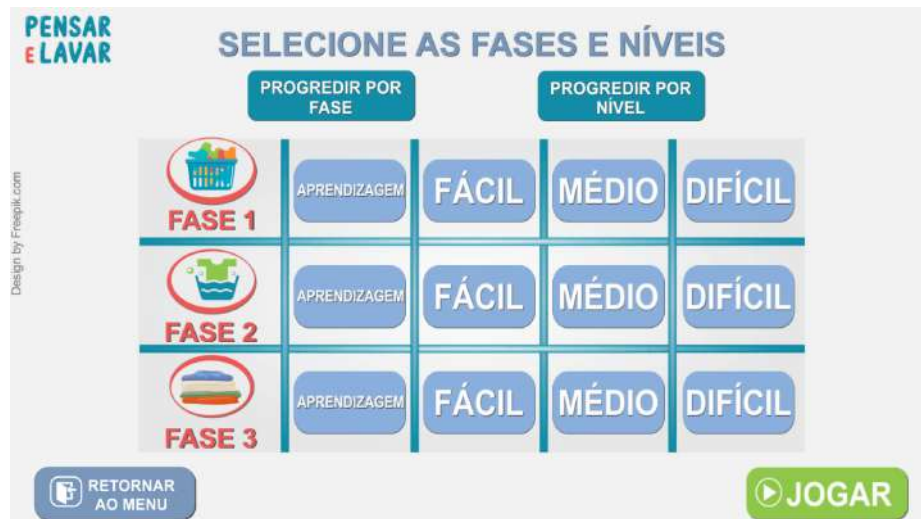 PENSAR
E LAVAR
SELECIONE AS FASES E NÍVEIS
PROGREDIR POR
FASE
PROGREDIR POR
NÍVEL
Design by Freepik.com
FASE 1
APRENDIZAGEM
FÁCIL
MÉDIO
DIFÍCIL
FASE 2
APRENDIZAGEM
FÁCIL
MÉDIO
DIFÍCIL
FASE 3
APRENDIZAGEM
FÁCIL
MÉDIO
DIFÍCIL
RETORNAR
AO MENU
JOGAR